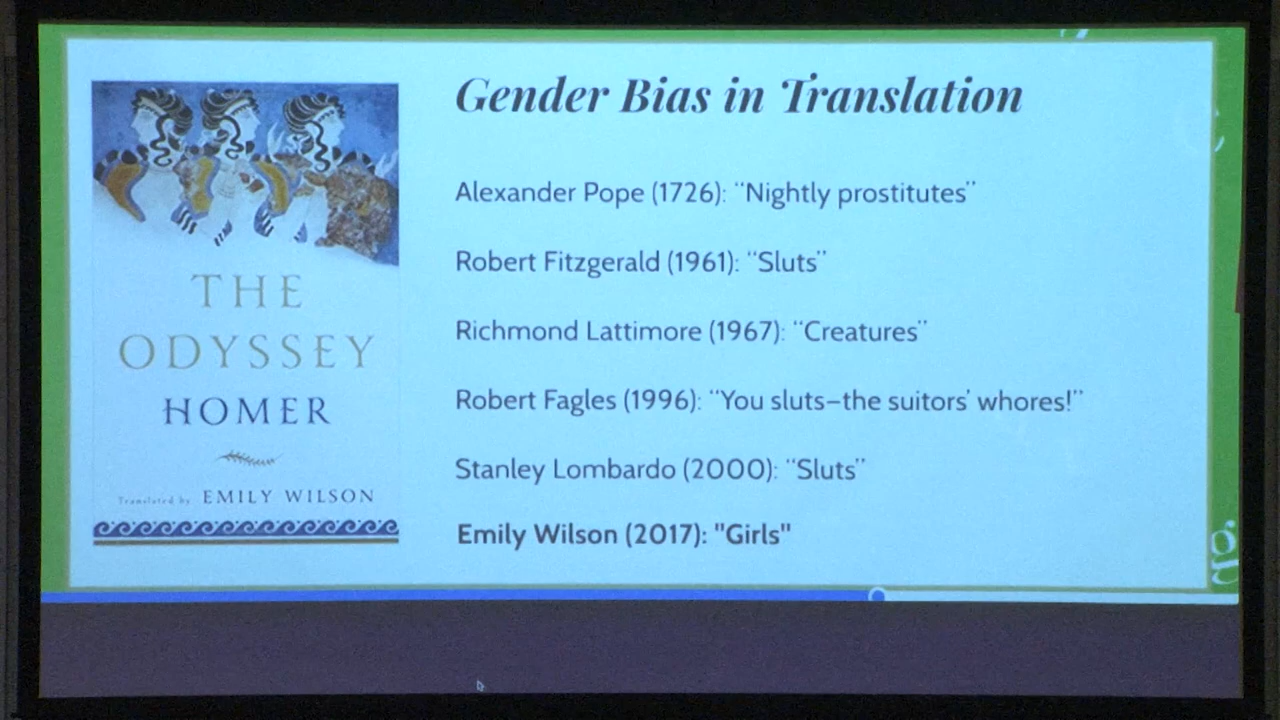 Gender Bias in Translation
Alexander Pope (1726): “Nightly prostitutes”
Robert Fitzgerald (1961): “Sluts”
Richmond Lattimore (1967): “Creatures”
Robert Fagles (1996): “You sluts–the suitors’ whores!”
Stanley Lombardo (2000): “Sluts”
Emily Wilson (2017): "Girls"
THE
ODYSSEY
HOMER
Translated by EMILY WILSON
g.